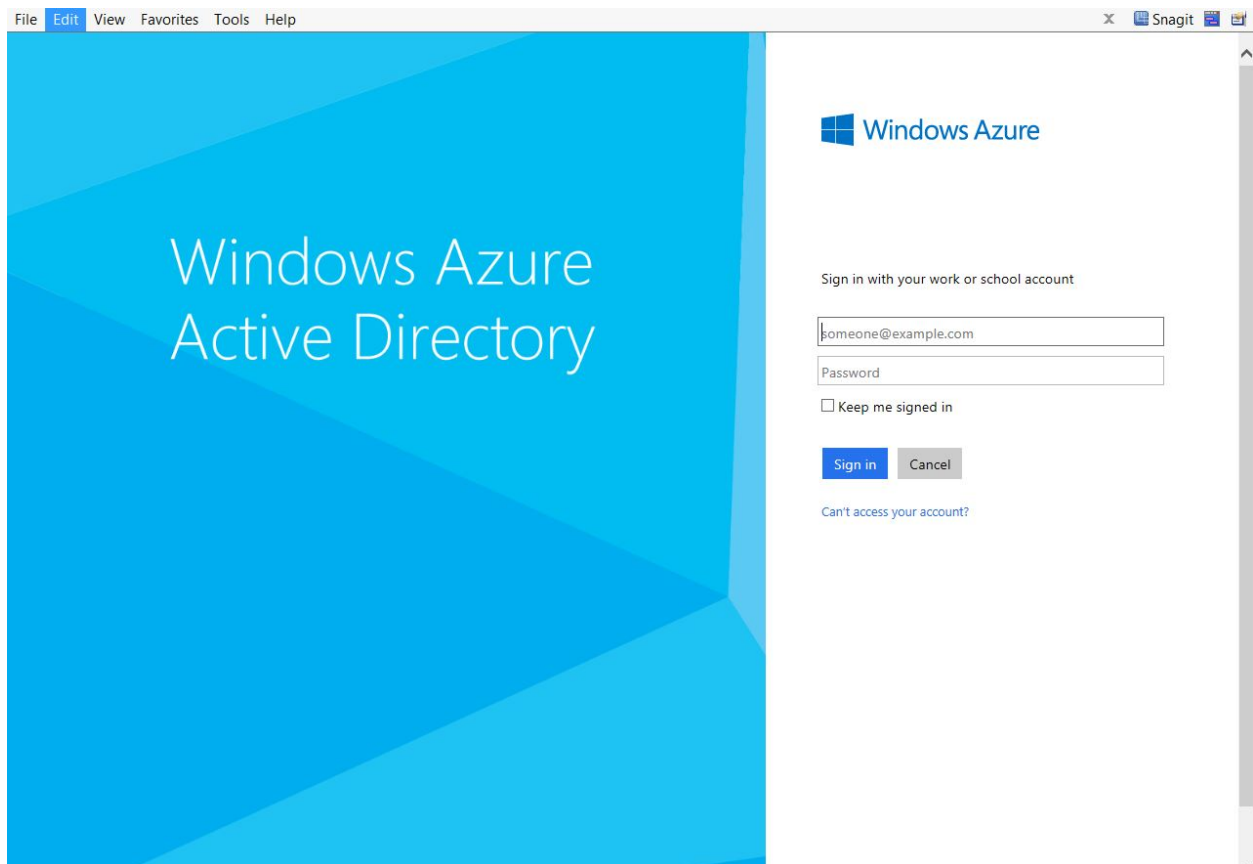 File Edit View Favorites Tools Help
X Snagit
Windows Azure
Active Directory
Windows Azure
Sign in with your work or school account
someone@example.com
Password
Keep me signed in
Sign in Cancel
Can't access your account?